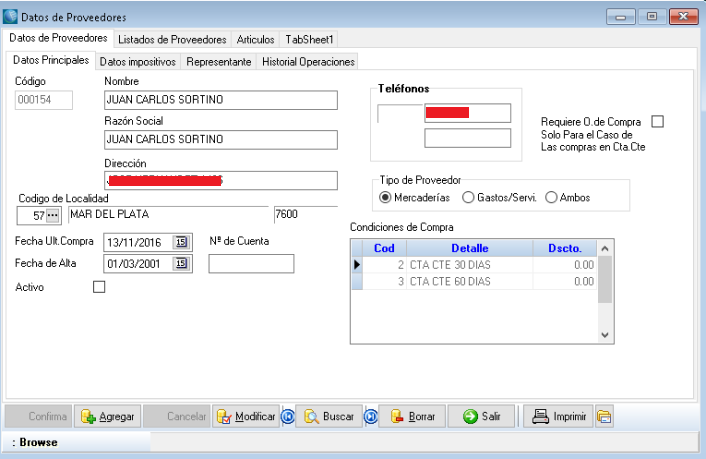 Datos de Proveedores
Datos de Proveedores Listados de Proveedores Articulos TabSheet1
Datos Principales Datos impositivos Representante Historial Operaciones
Código Nombre
000154 JUAN CARLOS SORTINO
Razón Social
JUAN CARLOS SORTINO
Dirección
Codigo de Localidad
57 ... MAR DEL PLATA 7600
Fecha Ult.Compra 13/11/2016 15 Nª de Cuenta
Fecha de Alta 01/03/2001 15
Activo
Teléfonos
Requiere O.de Compra
Solo Para el Caso de
Las compras en Cta.Cte
Tipo de Proveedor
Mercaderías Gastos/Servi. Ambos
Condiciones de Compra
Cod Detalle Dscto.
2 CTA CTE 30 DIAS 0.00
3 CTA CTE 60 DIAS 0.00
Confirma Agregar Cancelar Modificar Buscar Borrar Salir Imprimir
: Browse